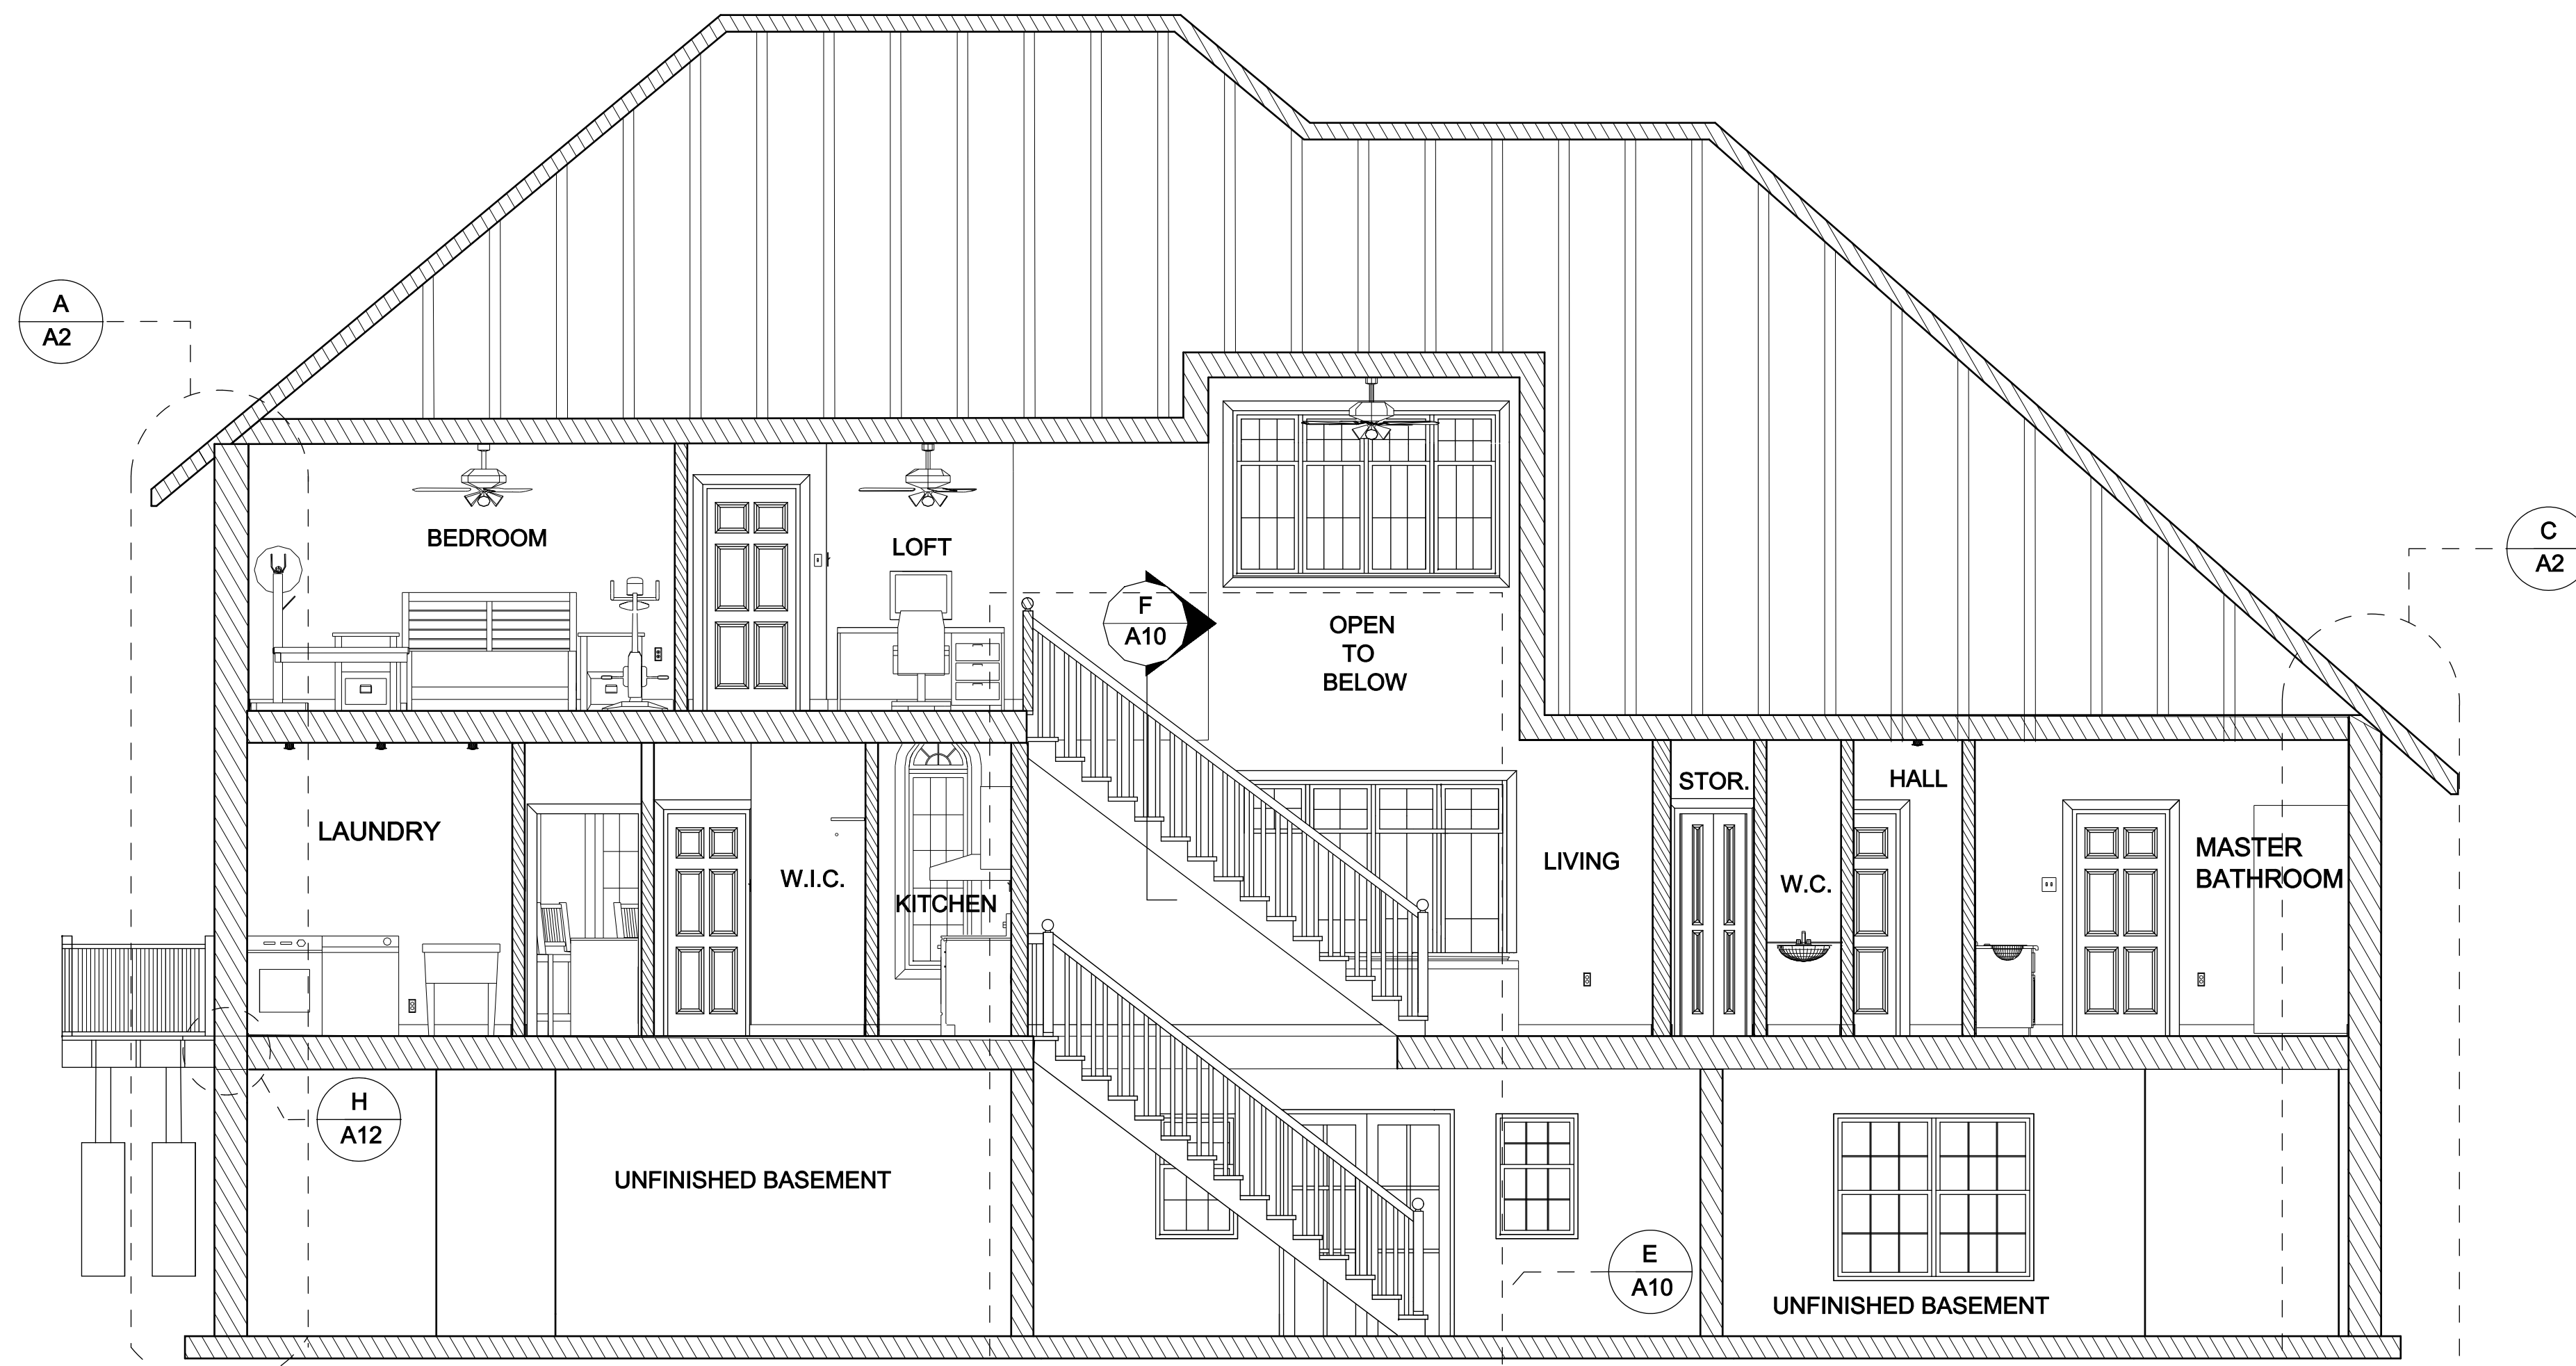 A
A2
C
A2
BEDROOM
LOFT
F
A10
OPEN
TO
BELOW
LAUNDRY
W.I.C.
KITCHEN
LIVING
STOR.
W.C.
HALL
MASTER
BATHROOM
H
A12
UNFINISHED BASEMENT
E
A10
UNFINISHED BASEMENT